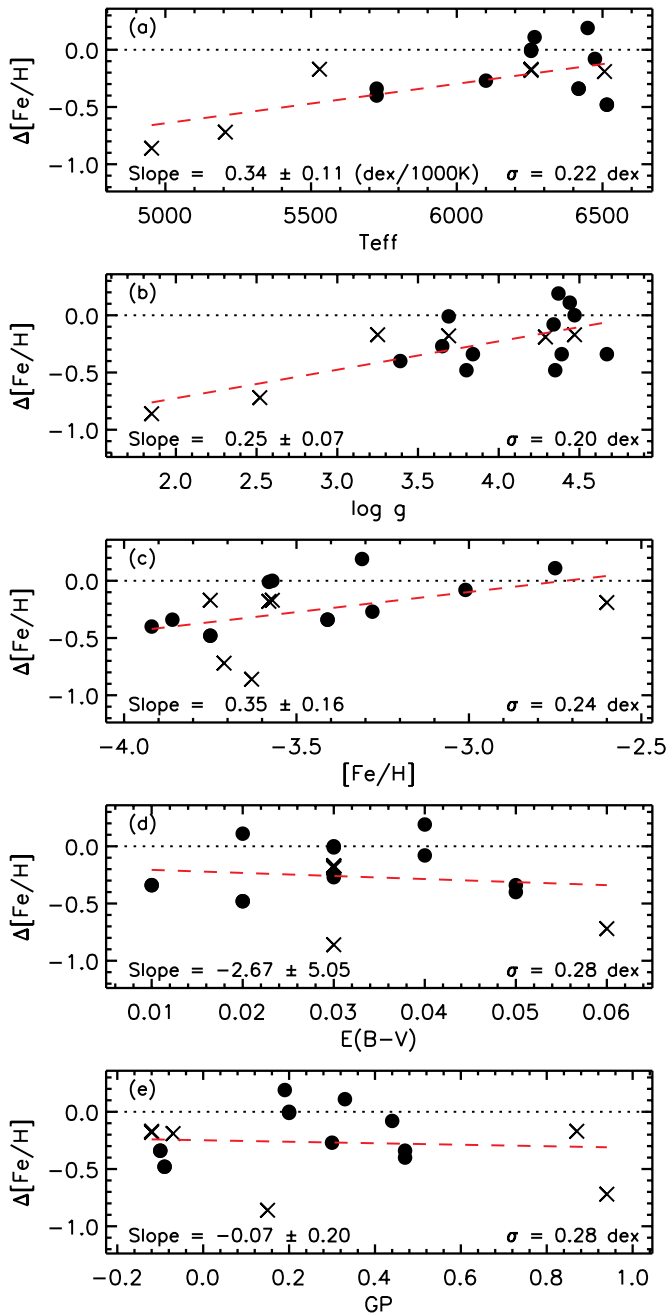 (a)
0.0
−0.5
−1.0
Δ[Fe/H]
Slope = 0.34 ± 0.11 (dex/1000K) σ = 0.22 dex
5000 5500 6000 6500
Teff
(b)
0.0
−0.5
−1.0
Δ[Fe/H]
Slope = 0.25 ± 0.07 σ = 0.20 dex
2.0 2.5 3.0 3.5 4.0 4.5
log g
(c)
0.0
−0.5
−1.0
Δ[Fe/H]
Slope = 0.35 ± 0.16 σ = 0.24 dex
−4.0 −3.5 −3.0 −2.5
[Fe/H]
(d)
0.0
−0.5
−1.0
Δ[Fe/H]
Slope = −2.67 ± 5.05 σ = 0.28 dex
0.01 0.02 0.03 0.04 0.05 0.06
E(B−V)
(e)
0.0
−0.5
−1.0
Δ[Fe/H]
Slope = −0.07 ± 0.20 σ = 0.28 dex
−0.2 0.0 0.2 0.4 0.6 0.8 1.0
GP